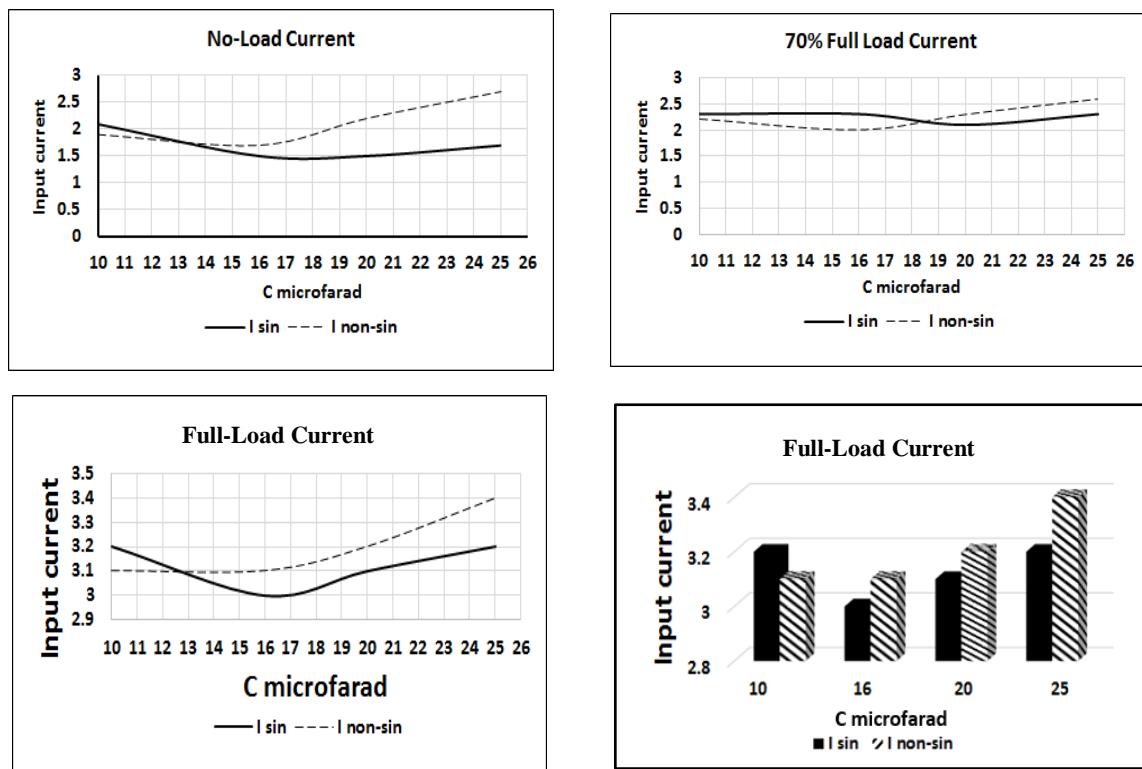 No-Load Current
Input current
3
2.5
2
1.5
1
0.5
0
10 11 12 13 14 15 16 17 18 19 20 21 22 23 24 25 26
C microfarad
I sin I non-sin
70% Full Load Current
Input current
3
2.5
2
1.5
1
0.5
0
10 11 12 13 14 15 16 17 18 19 20 21 22 23 24 25 26
C microfarad
I sin I non-sin
Full-Load Current
Input current
3.5
3.4
3.3
3.2
3.1
3
2.9
10 11 12 13 14 15 16 17 18 19 20 21 22 23 24 25 26
C microfarad
I sin I non-sin
Full-Load Current
Input current
3.4
3.2
3
2.8
10 16 20 25
C microfarad
I sin I non-sin